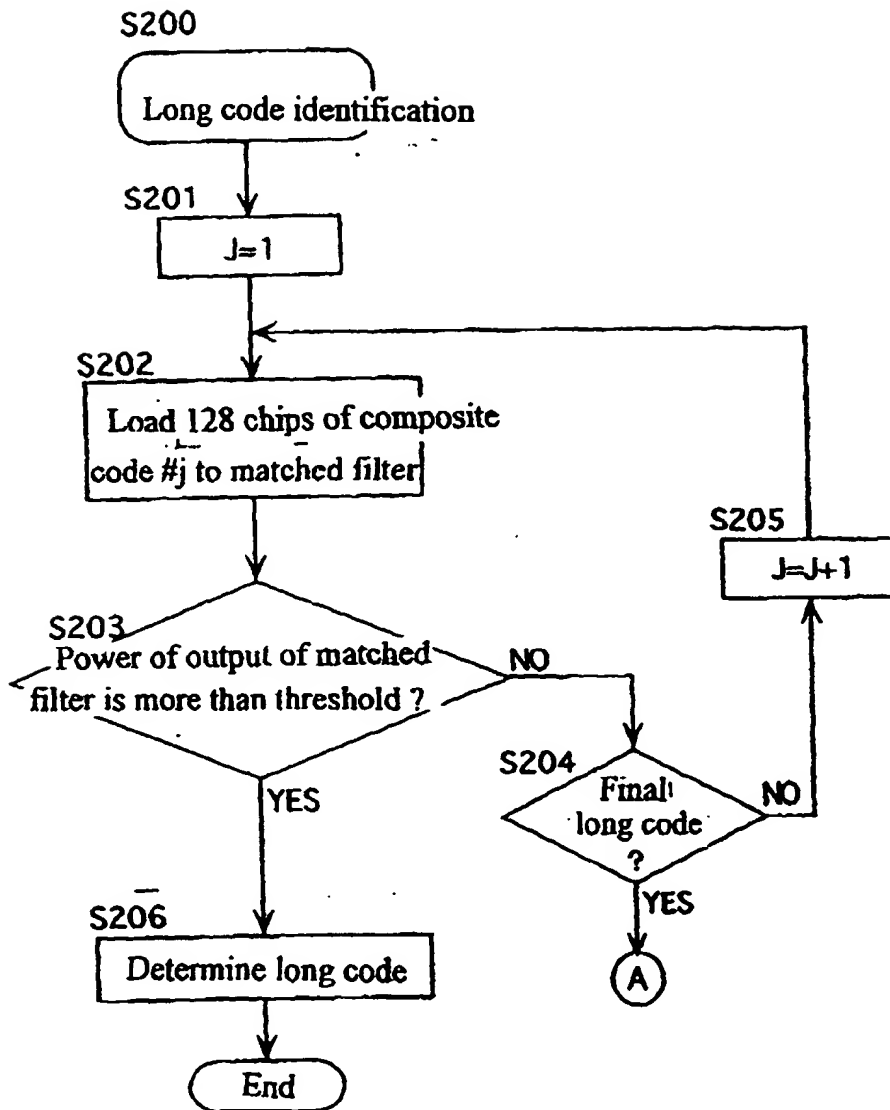 S200
Long code identification
S201
J=1
S202
Load 128 chips of composite
code #j to matched filter
S203
Power of output of matched
filter is more than threshold ?
NO
YES
S204
Final
long code
?
NO
YES
S205
J=J+1
A
S206
Determine long code
End